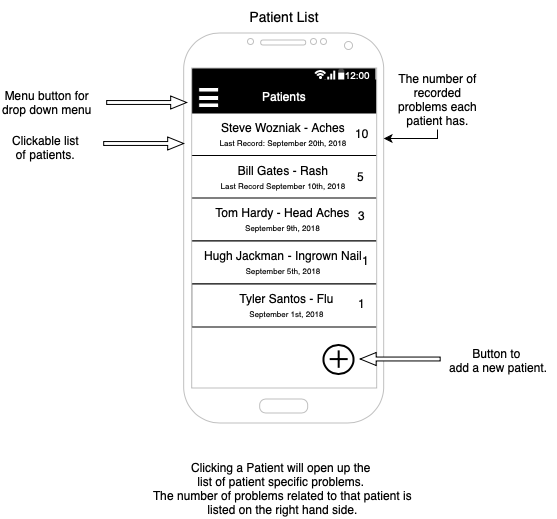 Patient List
12:00
Patients
Menu button for
drop down menu
Clickable list
of patients.
The number of
recorded
problems each
patient has.
Steve Wozniak - Aches 10
Last Record: September 20th, 2018
Bill Gates - Rash 5
Last Record September 10th, 2018
Tom Hardy - Head Aches 3
September 9th, 2018
Hugh Jackman - Ingrown Nail 1
September 5th, 2018
Tyler Santos - Flu 1
September 1st, 2018
Button to
add a new patient.
Clicking a Patient will open up the
list of patient specific problems.
The number of problems related to that patient is
listed on the right hand side.